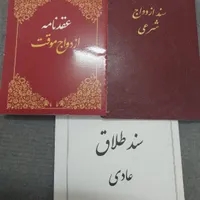 عقدنامه
ازدواج موقت
سند ازدواج
شرعی
سند طلاق
عادی